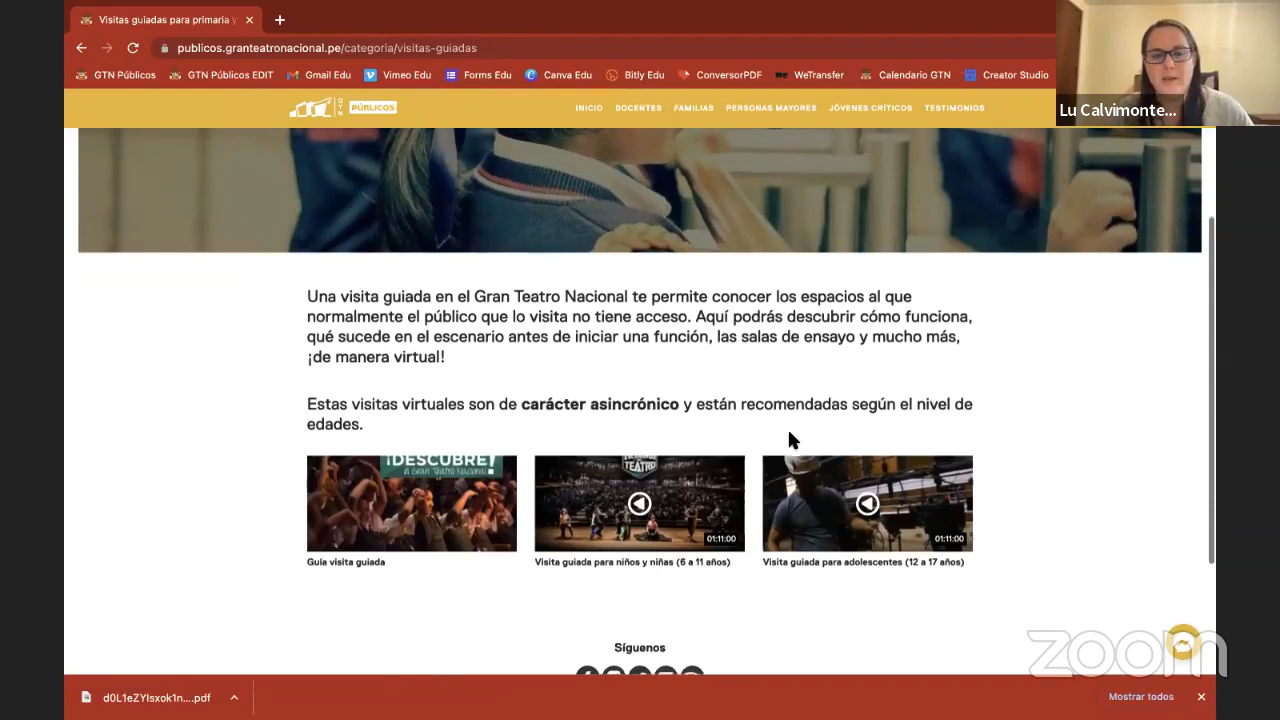 Visitas guiadas para primaria y
publicos.granteatronacional.pe/categoria/visitas-guiadas
GTN Públicos GTN Públicos EDIT Gmail Edu Vimeo Edu Forms Edu Canva Edu Bitly Edu ConversorPDF WeTransfer Calendario GTN Creator Studio
GTN PÚBLICOS INICIO DOCENTES FAMILIAS PERSONAS MAYORES JÓVENES CRÍTICOS TESTIMONIOS
Lu Calvimonte...
Una visita guiada en el Gran Teatro Nacional te permite conocer los espacios al que
normalmente el público que lo visita no tiene acceso. Aquí podrás descubrir cómo funciona,
qué sucede en el escenario antes de iniciar una función, las salas de ensayo y mucho más,
¡de manera virtual!
Estas visitas virtuales son de carácter asincrónico y están recomendadas según el nivel de
edades.
¡DESCUBRE!
el Gran Teatro Nacional
TEATRO
01:11:00
01:11:00
Guía visita guiada
Visita guiada para niños y niñas (6 a 11 años)
Visita guiada para adolescentes (12 a 17 años)
Síguenos
zoom
d0L1eZYIsxok1n....pdf
Mostrar todos